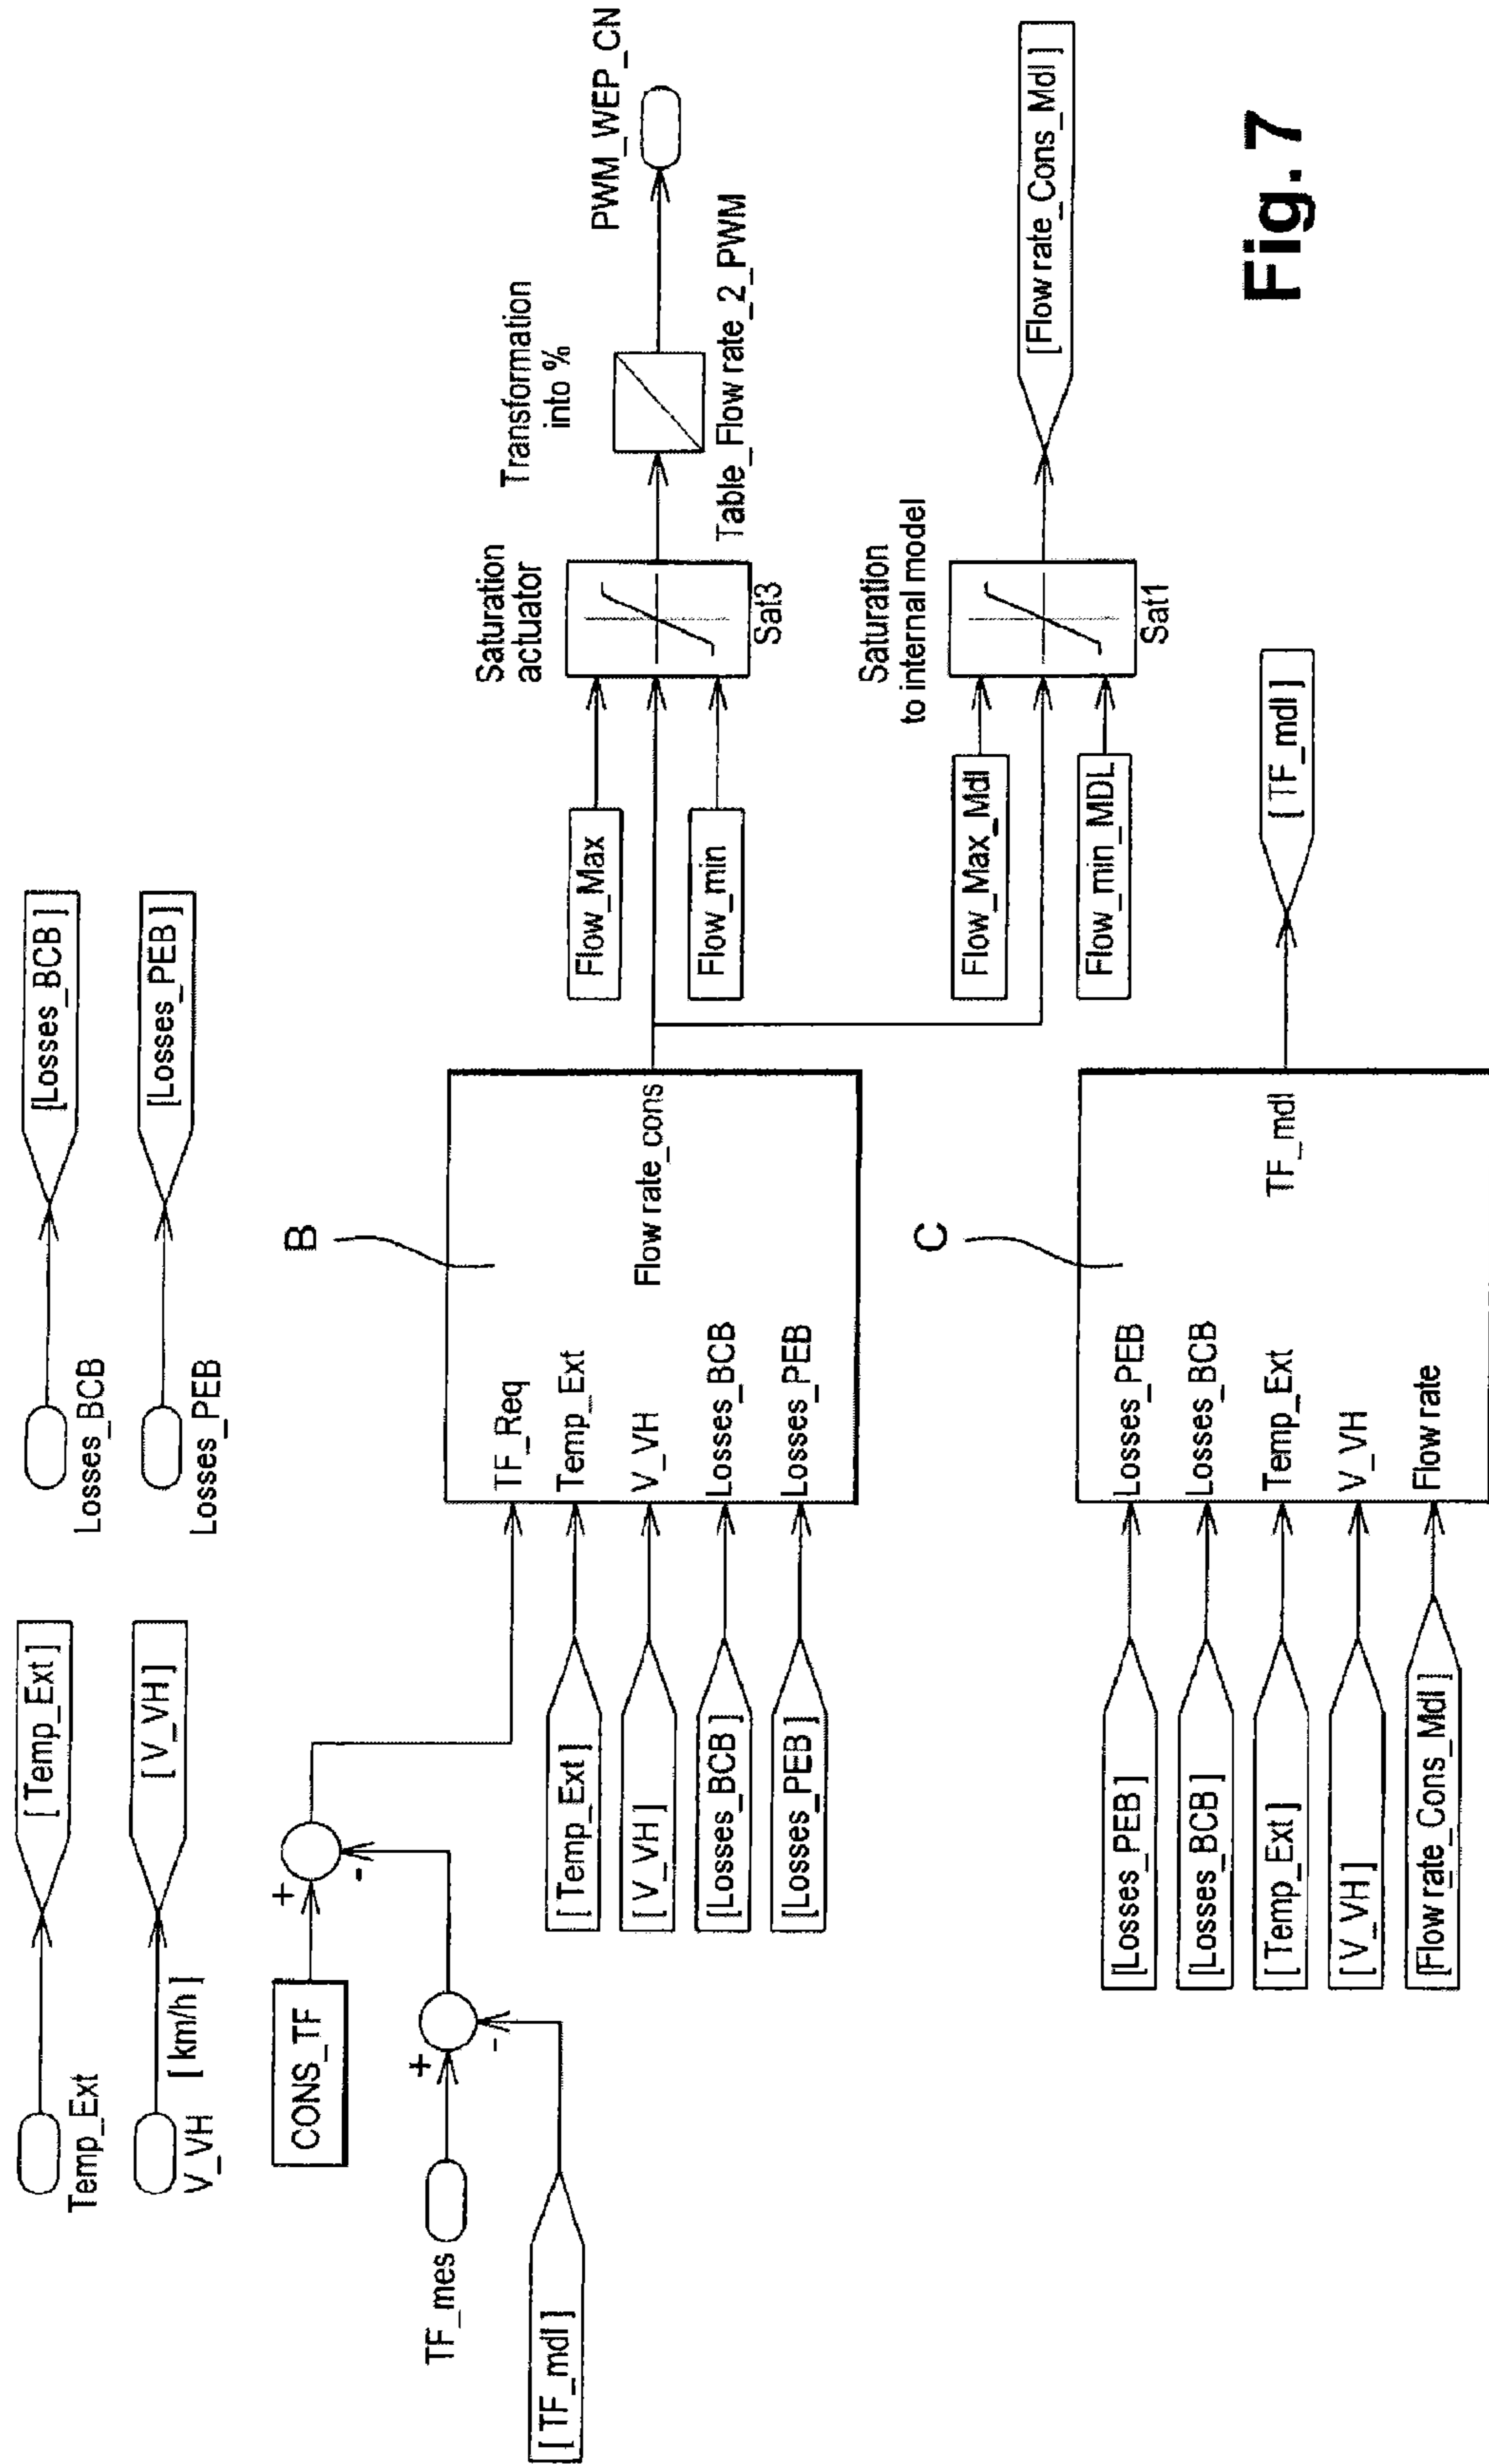 Temp_Ext
[ Temp_Ext ]
Losses_BCB
[Losses_BCB ]
V_VH
[ km/h ]
[ V_VH ]
Losses_PEB
[Losses_PEB ]
CONS_TF
+
-
TF_mes
+
-
[ TF_mdl ]
[ Temp_Ext ]
[ V_VH ]
[Losses_BCB ]
[Losses_PEB ]
B
TF_Req
Temp_Ext
V_VH
Losses_BCB
Losses_PEB
Flow rate_cons
Flow_Max
Flow_min
Saturation
actuator
Sat3
Transformation
into %
Table_Flow rate_2_PWM
PWM_WEP_CN
Flow_Max_Mdl
Flow_min_MDL
Saturation
to internal model
Sat1
[Flow rate_Cons_Mdl ]
[Losses_PEB ]
[Losses_BCB ]
[ Temp_Ext ]
[ V_VH ]
[Flow rate_Cons_Mdl ]
C
Losses_PEB
Losses_BCB
Temp_Ext
V_VH
Flow rate
TF_mdl
[ TF_mdl ]
Fig. 7